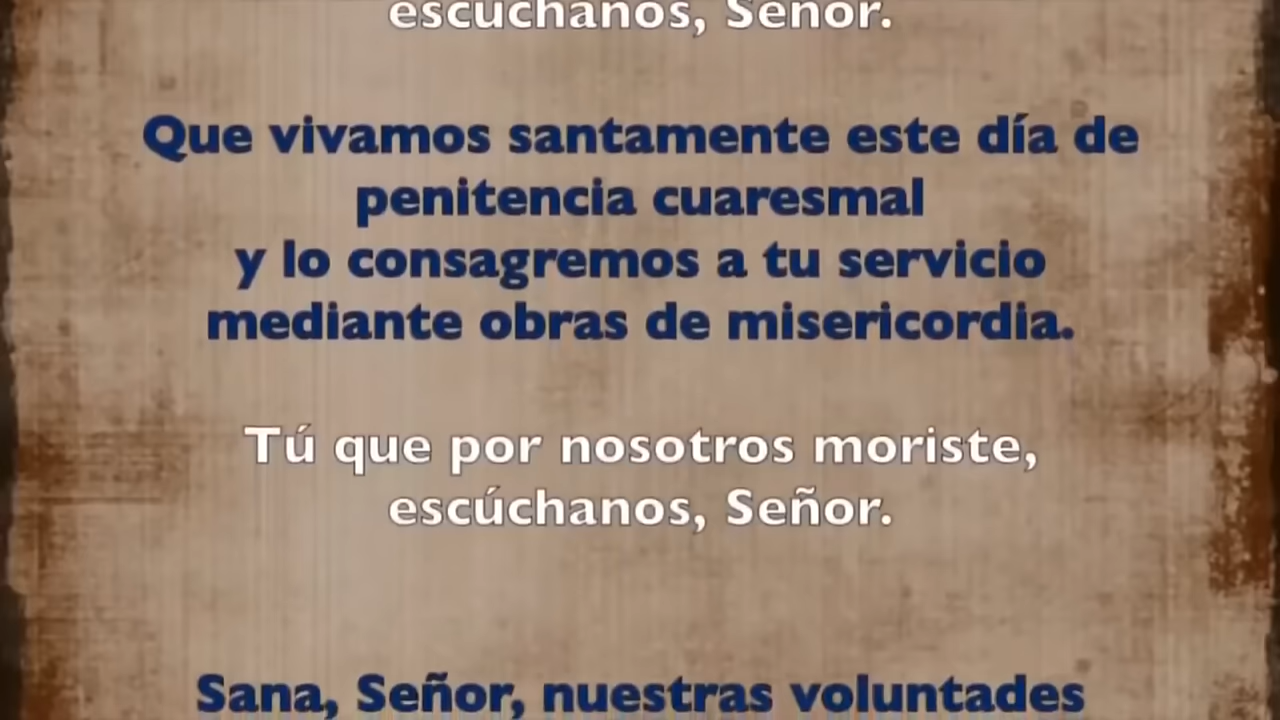 escúchanos, Señor.
Que vivamos santamente este día de
penitencia cuaresmal
y lo consagremos a tu servicio
mediante obras de misericordia.
Tú que por nosotros moriste,
escúchanos, Señor.
Sana, Señor, nuestras voluntades